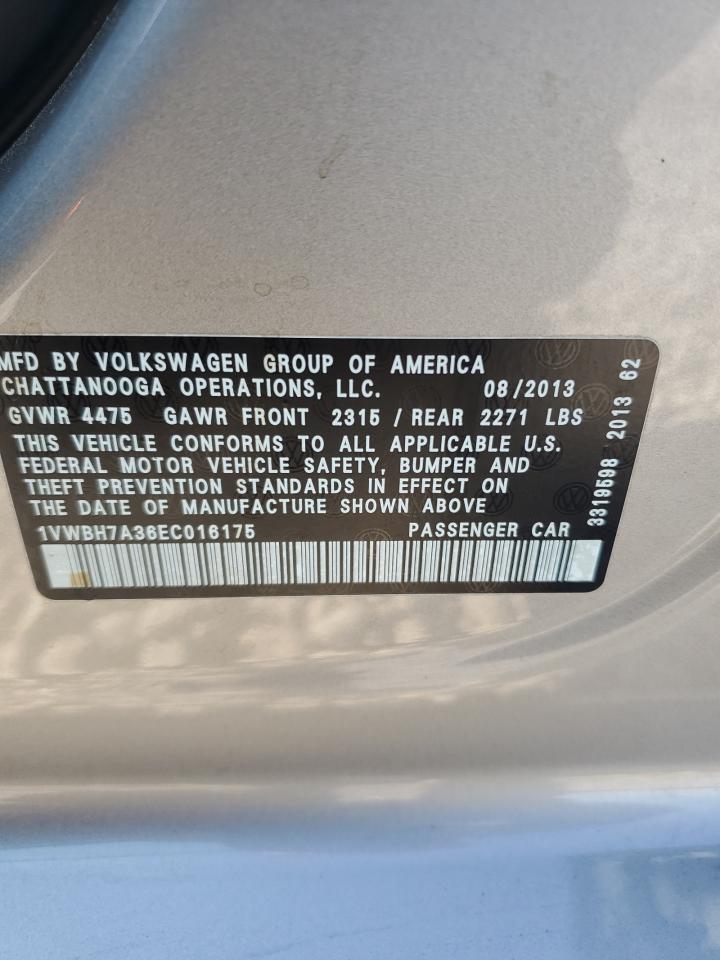 MFD BY VOLKSWAGEN GROUP OF AMERICA
CHATTANOOGA OPERATIONS, LLC. 08/2013
GVWR 4475 GAWR FRONT 2315 / REAR 2271 LBS
THIS VEHICLE CONFORMS TO ALL APPLICABLE U.S.
FEDERAL MOTOR VEHICLE SAFETY, BUMPER AND
THEFT PREVENTION STANDARDS IN EFFECT ON
THE DATE OF MANUFACTURE SHOWN ABOVE
1VWBH7A36EC016175 PASSENGER CAR
3319598 2013 62